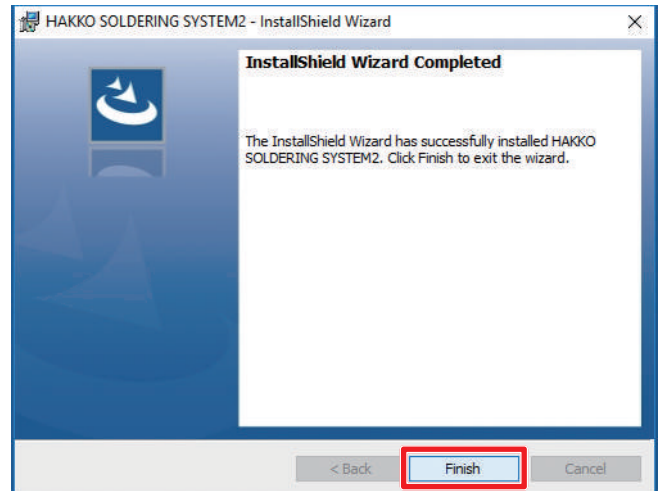 HAKKO SOLDERING SYSTEM2 - InstallShield Wizard
InstallShield Wizard Completed
The InstallShield Wizard has successfully installed HAKKO
SOLDERING SYSTEM2. Click Finish to exit the wizard.
< Back Finish Cancel